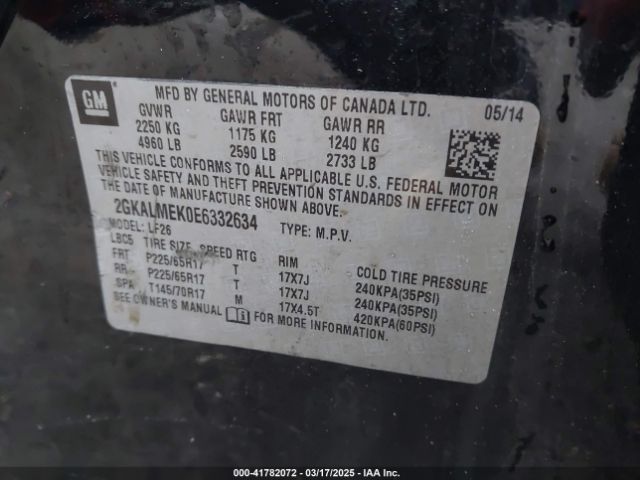 GM
MFD BY GENERAL MOTORS OF CANADA LTD.
05/14
GVWR GAWR FRT GAWR RR
2250 KG 1175 KG 1240 KG
4960 LB 2590 LB 2733 LB
THIS VEHICLE CONFORMS TO ALL APPLICABLE U.S. FEDERAL MOTOR
VEHICLE SAFETY AND THEFT PREVENTION STANDARDS IN EFFECT ON
THE DATE OF MANUFACTURE SHOWN ABOVE.
2GKALMEK0E6332634 TYPE: M.P.V.
MODEL: LF26
LBC5 TIRE SIZE SPEED RTG RIM COLD TIRE PRESSURE
FRT P225/65R17 T 17X7J 240KPA(35PSI)
RR P225/65R17 T 17X7J 240KPA(35PSI)
SPA T145/70R17 M 17X4.5T 420KPA(60PSI)
SEE OWNER'S MANUAL FOR MORE INFORMATION.
000-41782072 — 03/17/2025 — IAA Inc.